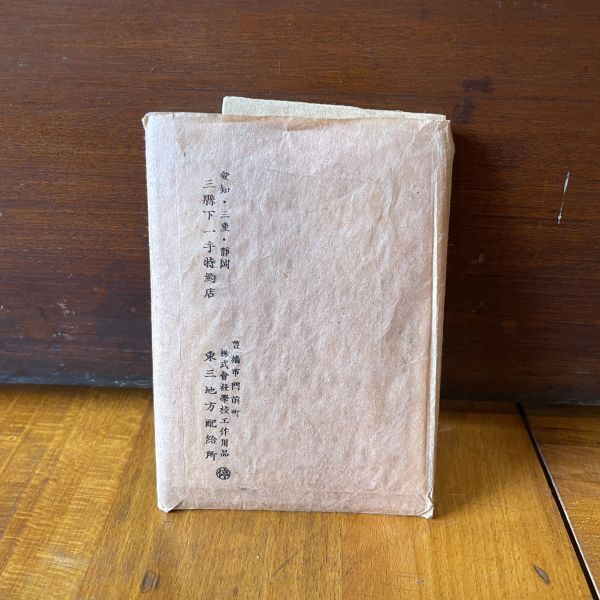 愛知・三重・靜岡
三縣下一手特約店
豊橋市門前町
株式會社學校工作用品
東三地方配給所